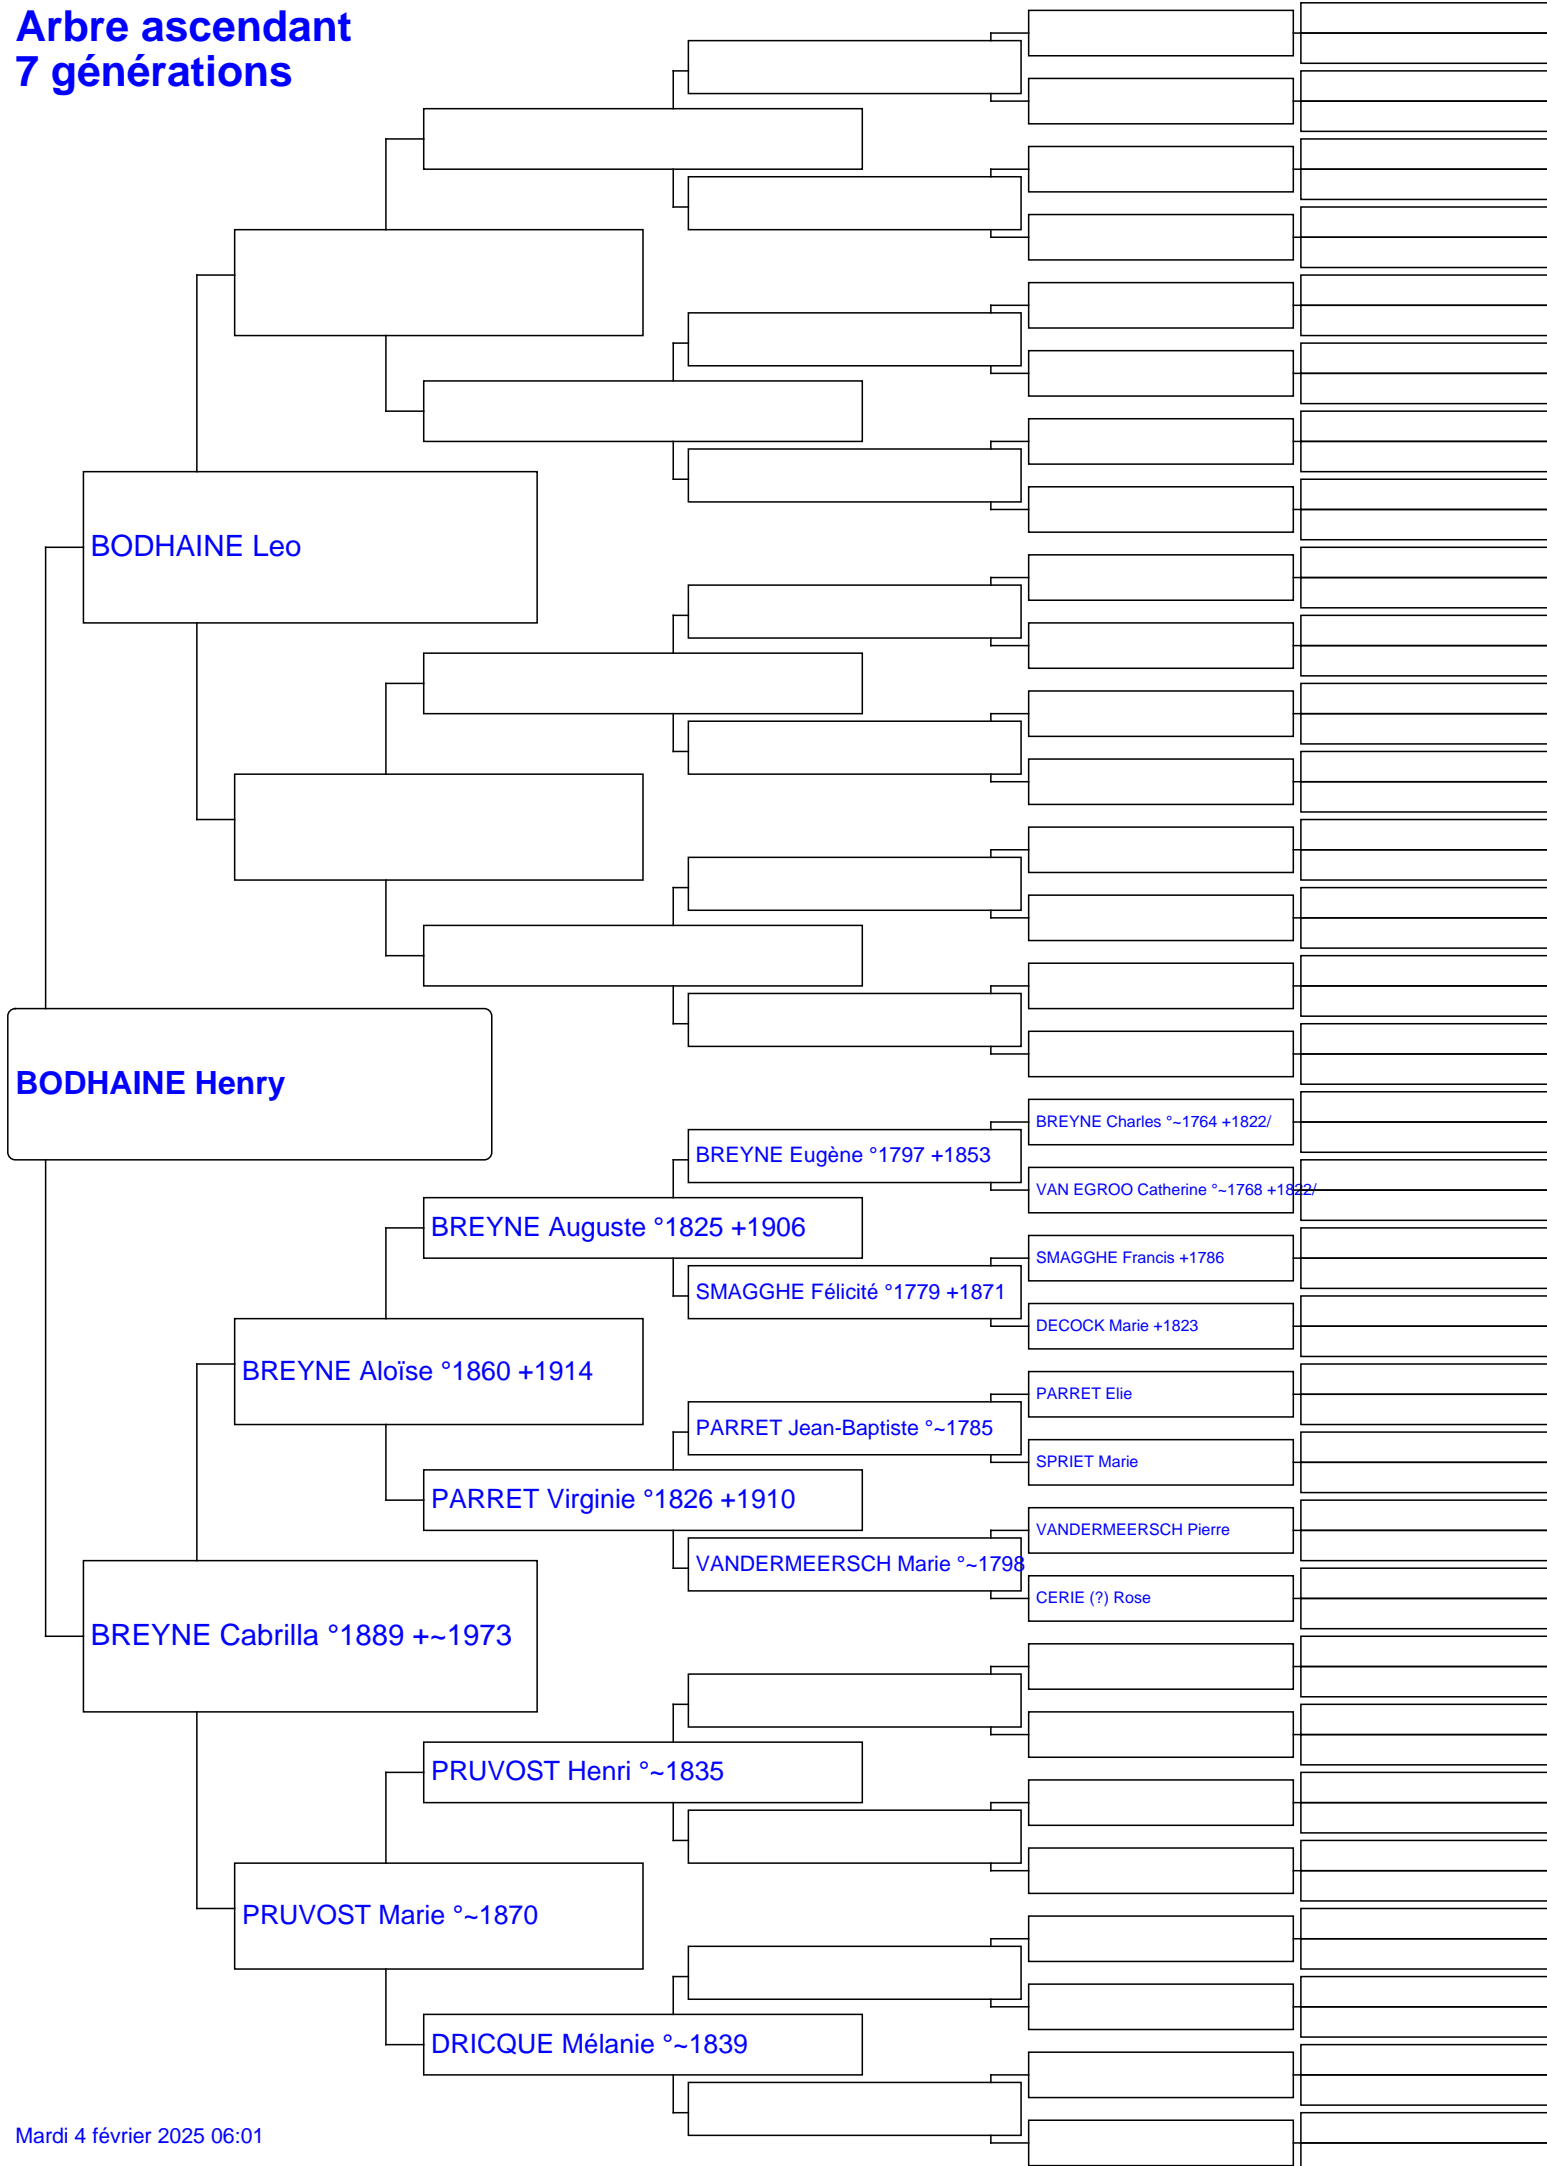 Arbre ascendant
7 générations
BODHAINE Leo
BODHAINE Henry
BREYNE Charles °~1764 +1822/
BREYNE Eugène °1797 +1853
VAN EGROO Catherine °~1768 +1822/
BREYNE Auguste °1825 +1906
SMAGGHE Francis +1786
SMAGGHE Félicité °1779 +1871
DECOCK Marie +1823
BREYNE Aloïse °1860 +1914
PARRET Elie
PARRET Jean-Baptiste °~1785
SPRIET Marie
PARRET Virginie °1826 +1910
VANDERMEERSCH Pierre
VANDERMEERSCH Marie °~1798
CERIE (?) Rose
BREYNE Cabrilla °1889 +~1973
PRUVOST Henri °~1835
PRUVOST Marie °~1870
DRICQUE Mélanie °~1839
Mardi 4 février 2025 06:01